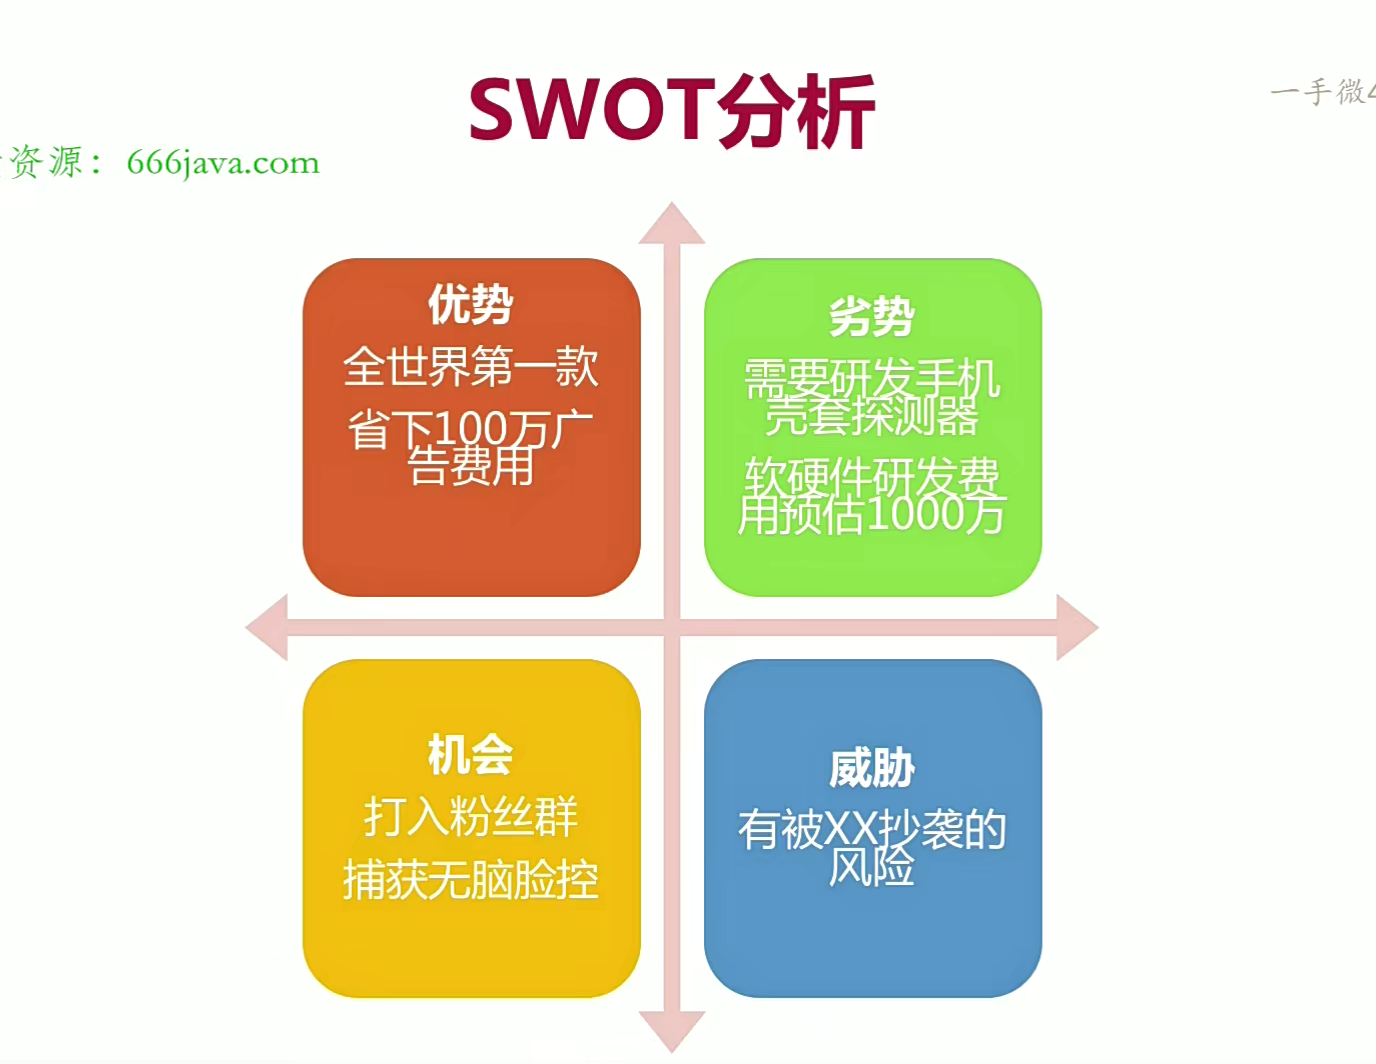 SWOT分析
一手微
资源：666java.com
优势
全世界第一款
省下100万广
告费用
劣势
需要研发手机
壳套探测器
软硬件研发费
用预估1000万
机会
打入粉丝群
捕获无脑脸控
威胁
有被XX抄袭的
风险